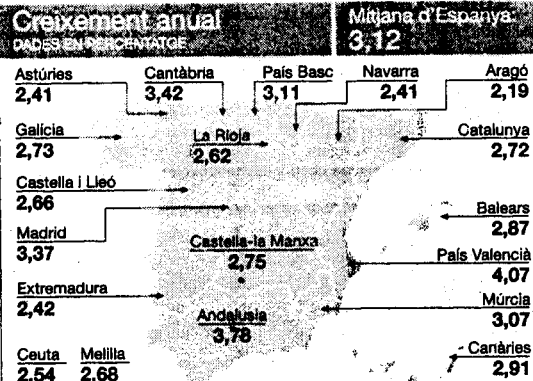 Creixement anual
DADES EN PERCENTATGE
Mitjana d'Espanya:
3,12
Astúries
2,41
Cantàbria
3,42
País Basc
3,11
Navarra
2,41
Aragó
2,19
Galícia
2,73
La Rioja
2,62
Catalunya
2,72
Castella i Lleó
2,66
Balears
2,87
Madrid
3,37
Castella-la Manxa
2,75
País Valencià
4,07
Extremadura
2,42
Andalusia
3,78
Múrcia
3,07
Ceuta
2,54
Melilla
2,68
Canàries
2,91